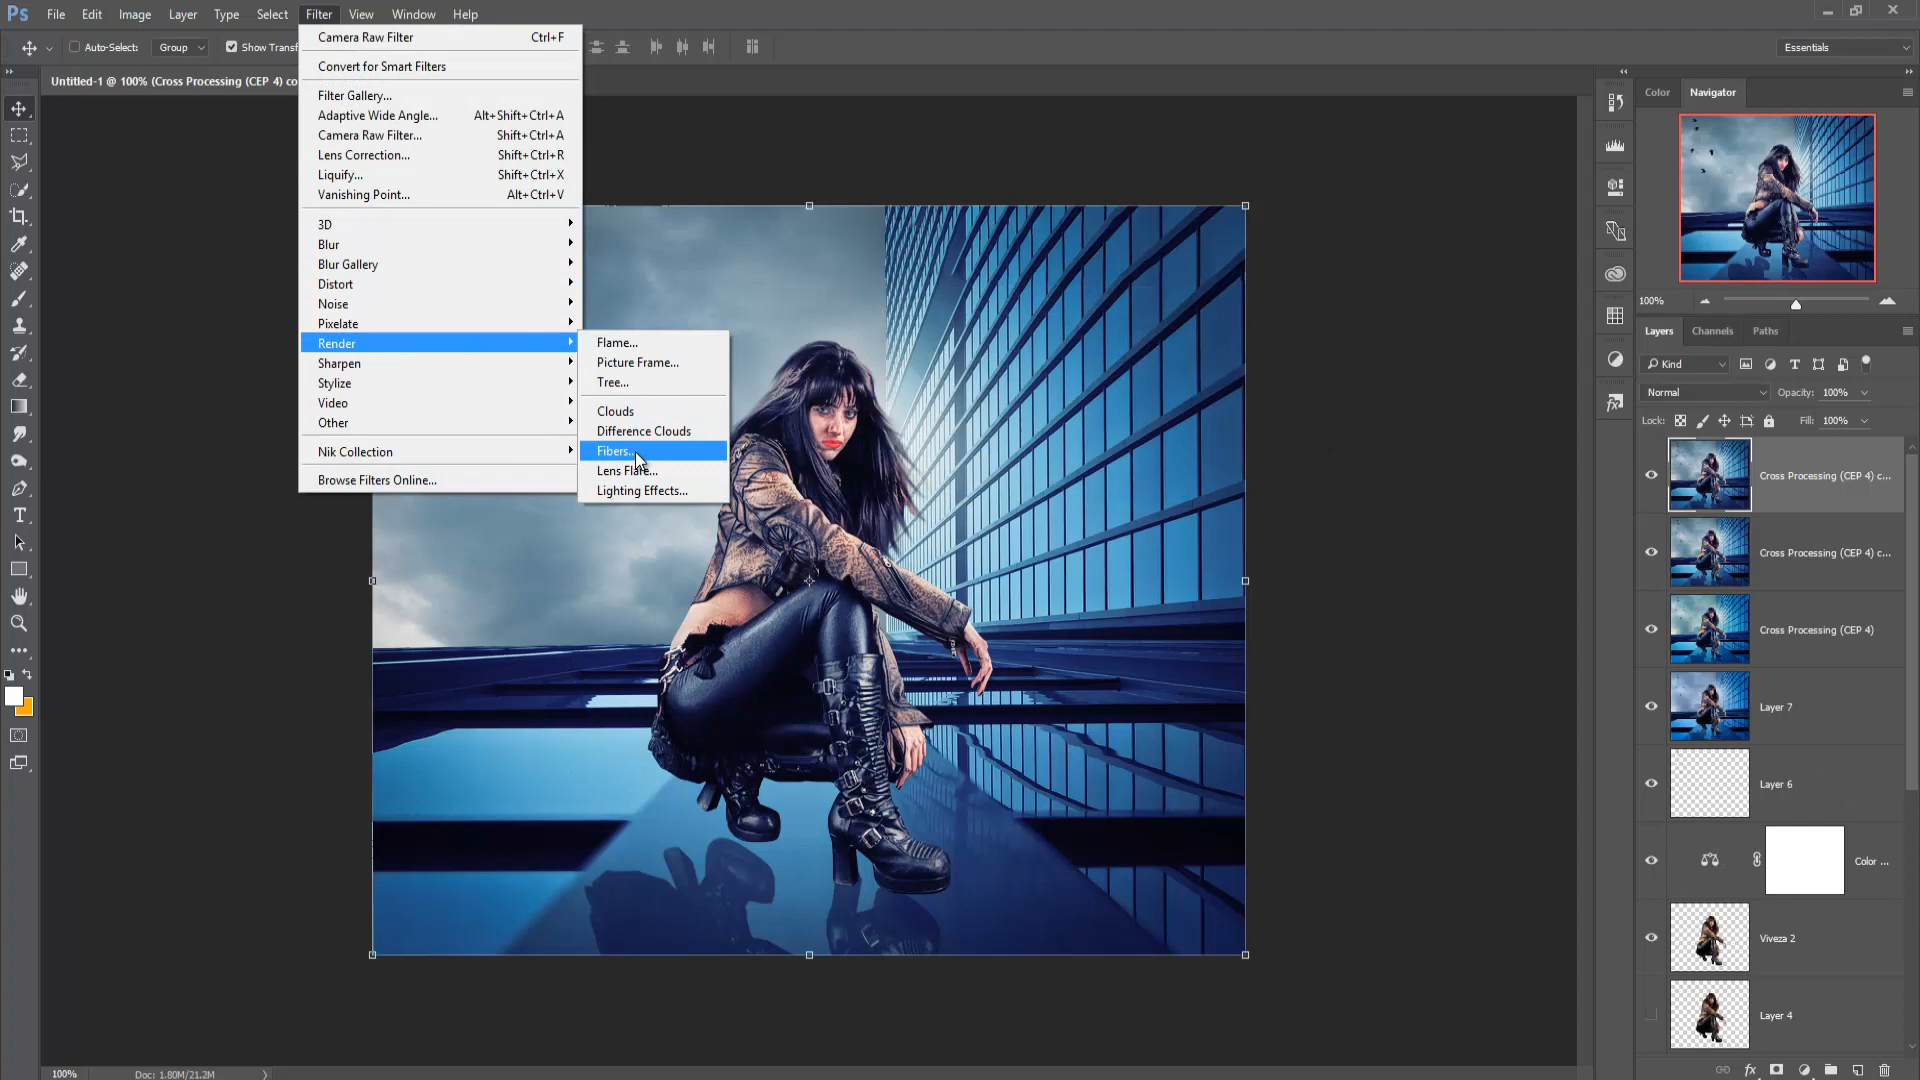 Ps File Edit Image Layer Type Select Filter View Window Help
Auto-Select: Group Show Transf
Essentials
Untitled-1 @ 100% (Cross Processing (CEP 4) co
Camera Raw Filter Ctrl+F
Convert for Smart Filters
Filter Gallery...
Adaptive Wide Angle... Alt+Shift+Ctrl+A
Camera Raw Filter... Shift+Ctrl+A
Lens Correction... Shift+Ctrl+R
Liquify... Shift+Ctrl+X
Vanishing Point... Alt+Ctrl+V
3D
Blur
Blur Gallery
Distort
Noise
Pixelate
Render
Sharpen
Stylize
Video
Other
Nik Collection
Browse Filters Online...
Flame...
Picture Frame...
Tree...
Clouds
Difference Clouds
Fibers...
Lens Flare...
Lighting Effects...
Color Navigator
100%
Layers Channels Paths
Kind
Normal Opacity: 100%
Lock: Fill: 100%
Cross Processing (CEP 4) c...
Cross Processing (CEP 4) c...
Cross Processing (CEP 4)
Layer 7
Layer 6
Color ...
Viveza 2
Layer 4
100% Doc: 1.80M/21.2M